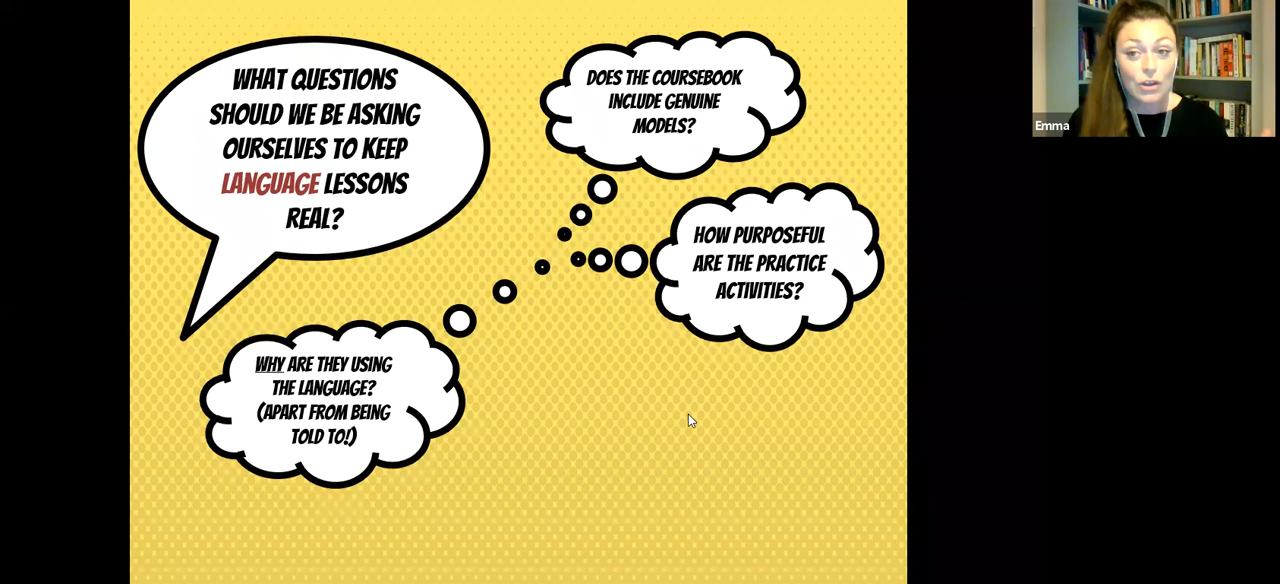 WHAT QUESTIONS
SHOULD WE BE ASKING
OURSELVES TO KEEP
LANGUAGE LESSONS
REAL?
DOES THE COURSEBOOK
INCLUDE GENUINE
MODELS?
HOW PURPOSEFUL
ARE THE PRACTICE
ACTIVITIES?
WHY ARE THEY USING
THE LANGUAGE?
(APART FROM BEING
TOLD TO!)
Emma